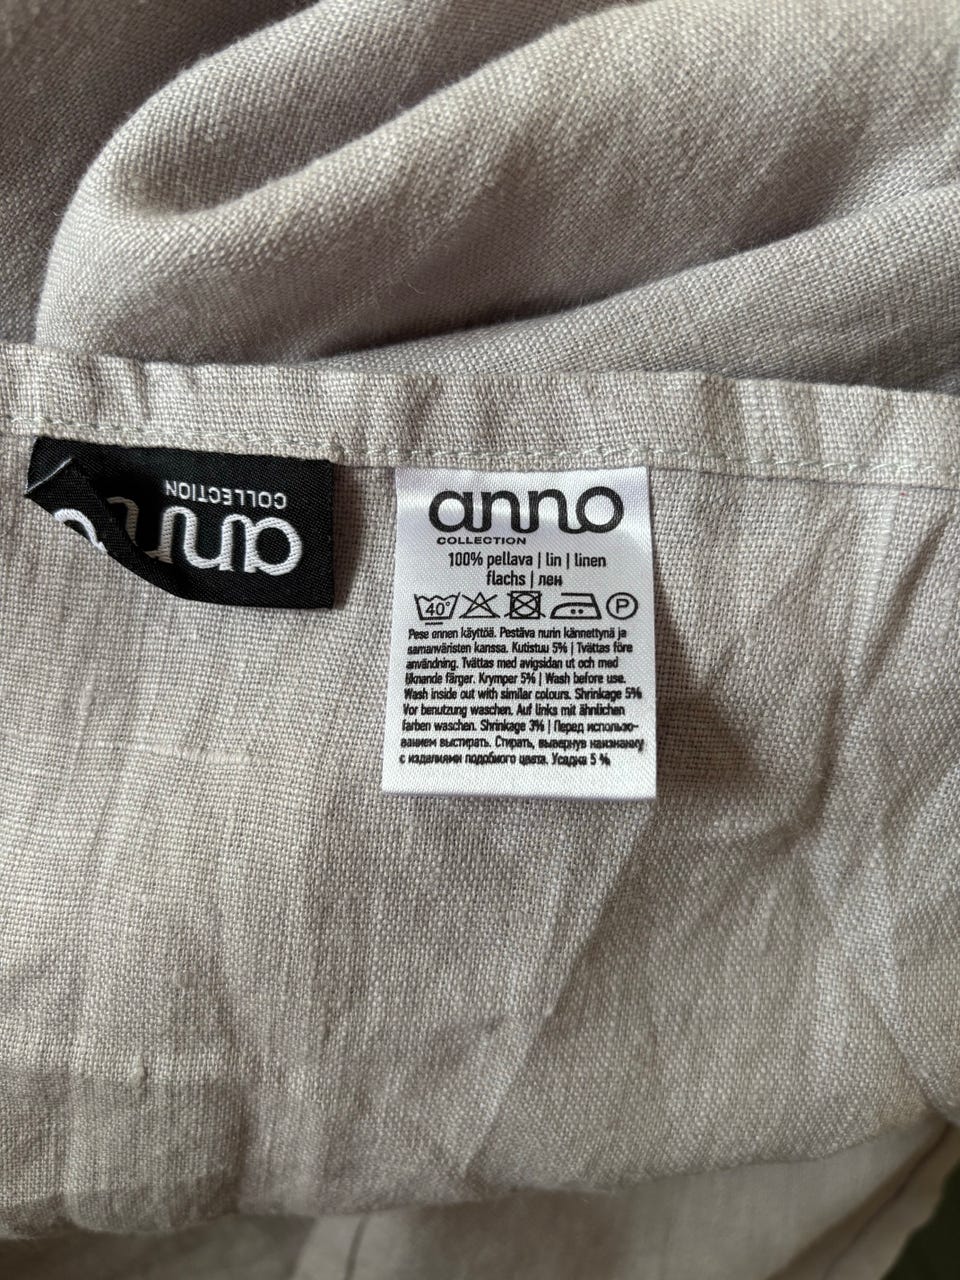 anno
COLLECTION
anno
COLLECTION
100% pellava | lin | linen
flachs | лен
40°
P
Pese ennen käyttöä. Pestäva nurin kännettynä ja
samanväristen kanssa. Kutistuu 5% | Tvättas före
användning. Tvättas med avigsidan ut och med
liknande färger. Krymper 5% | Wash before use.
Wash inside out with similar colours. Shrinkage 5%
Vor benutzung waschen. Auf links mit ähnlichen
farben waschen. Shrinkage 3% | Перед использо-
ванием выстирать. Стирать, вывернув наизнанку
с изделиями подобного цвета. Усадка 5 %